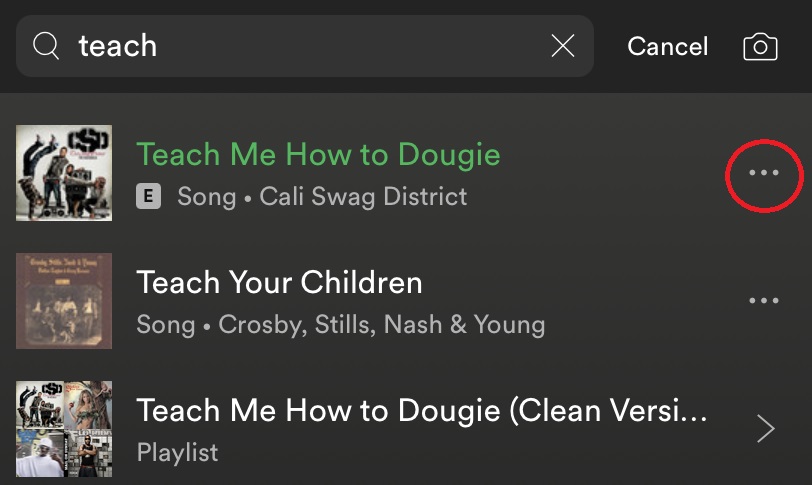 teach Cancel
Teach Me How to Dougie
E Song • Cali Swag District
Teach Your Children
Song • Crosby, Stills, Nash & Young
Teach Me How to Dougie (Clean Versi...
Playlist